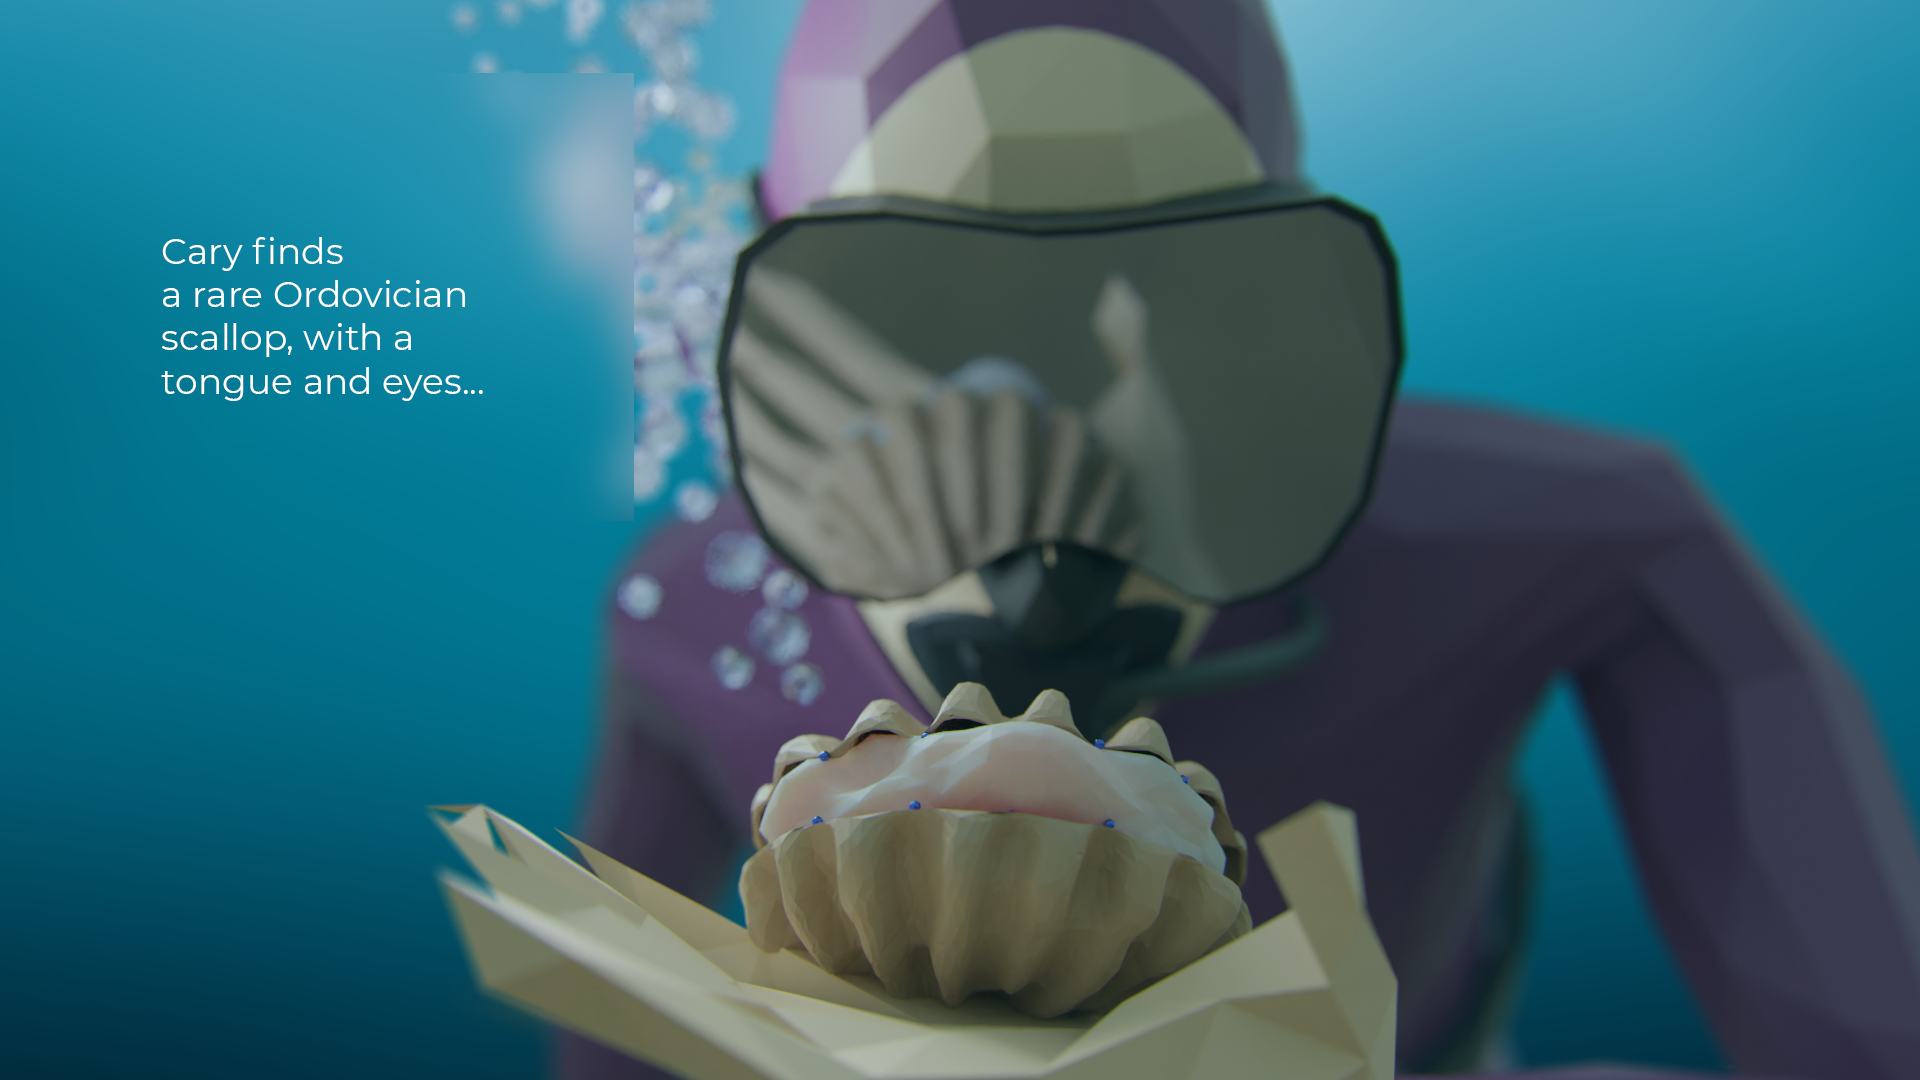 Cary finds
a rare Ordovician
scallop, with a
tongue and eyes...